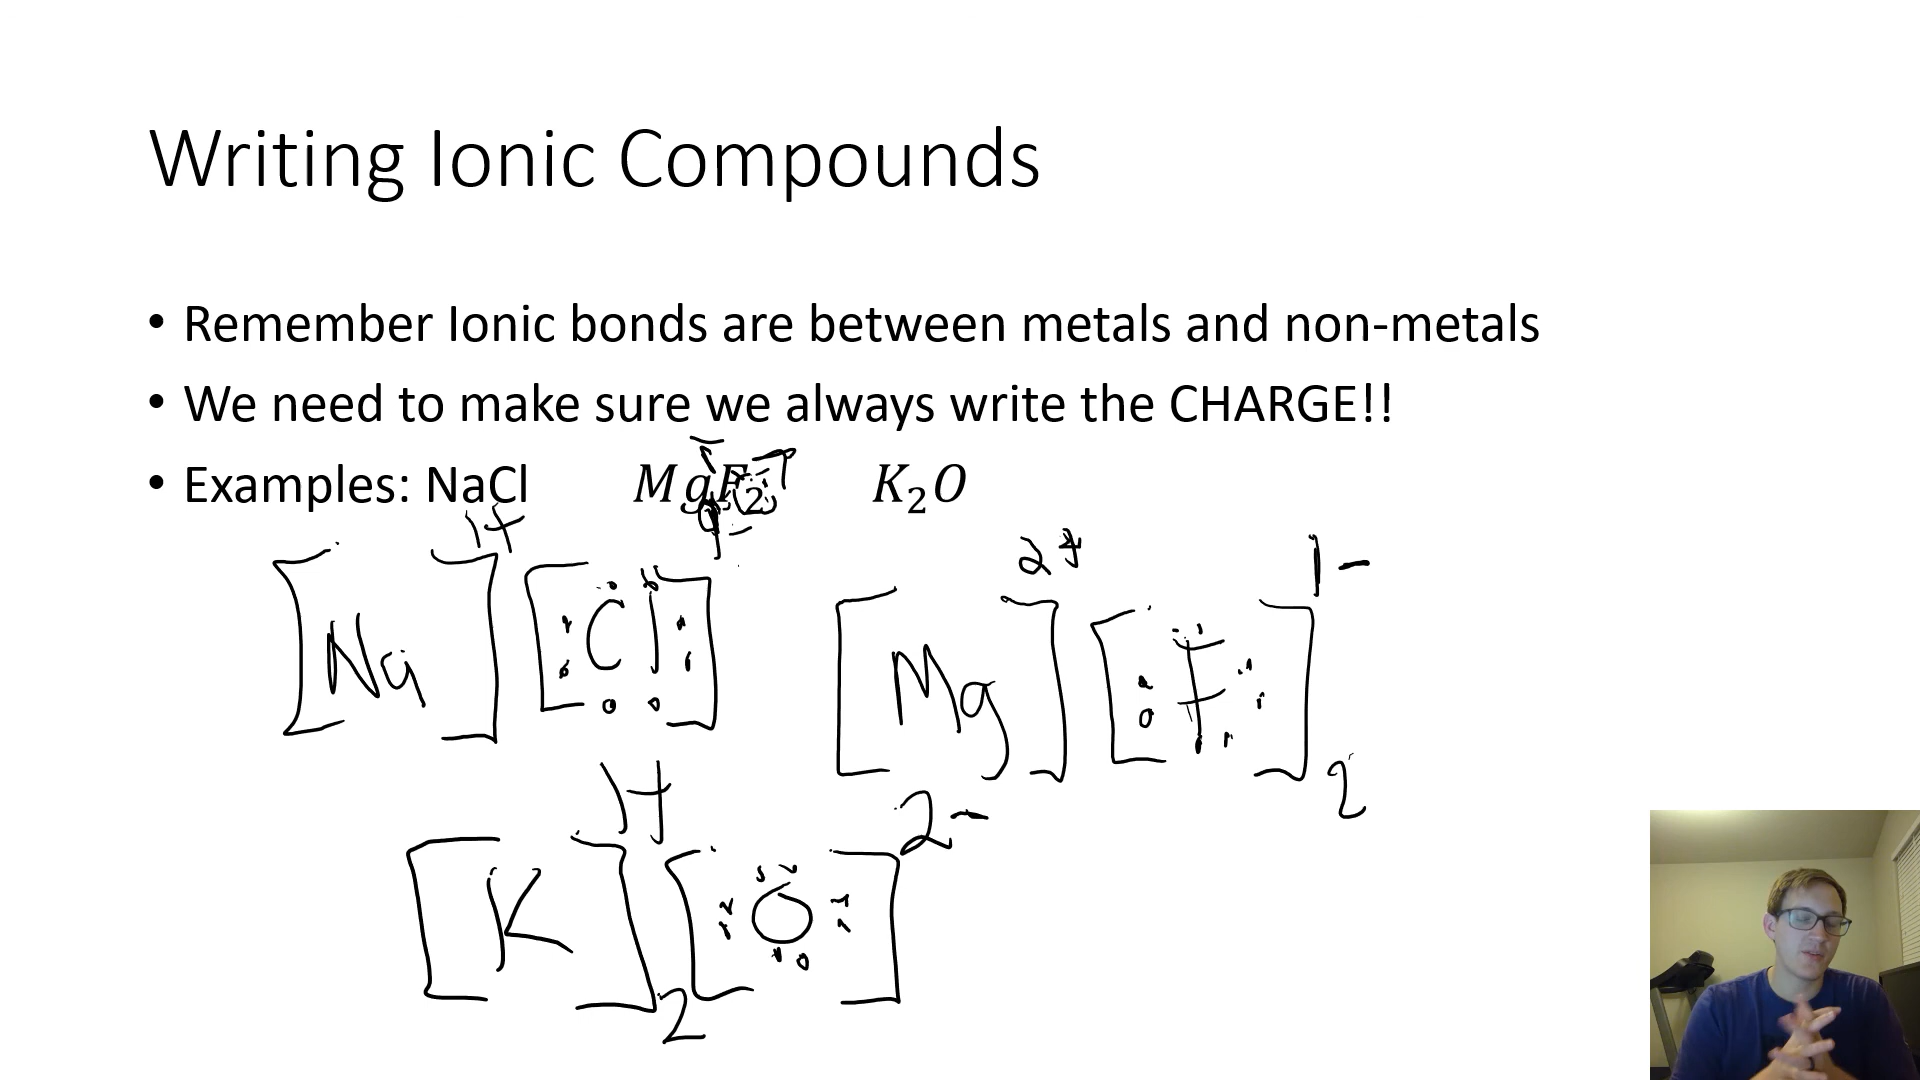 Writing Ionic Compounds
• Remember Ionic bonds are between metals and non-metals
• We need to make sure we always write the CHARGE!!
• Examples: NaCl MgF₂ K₂O
[Na]¹⁺ [Cl] [Mg]²⁺ [F]¹⁻₂
[K]¹⁺₂ [O]²⁻